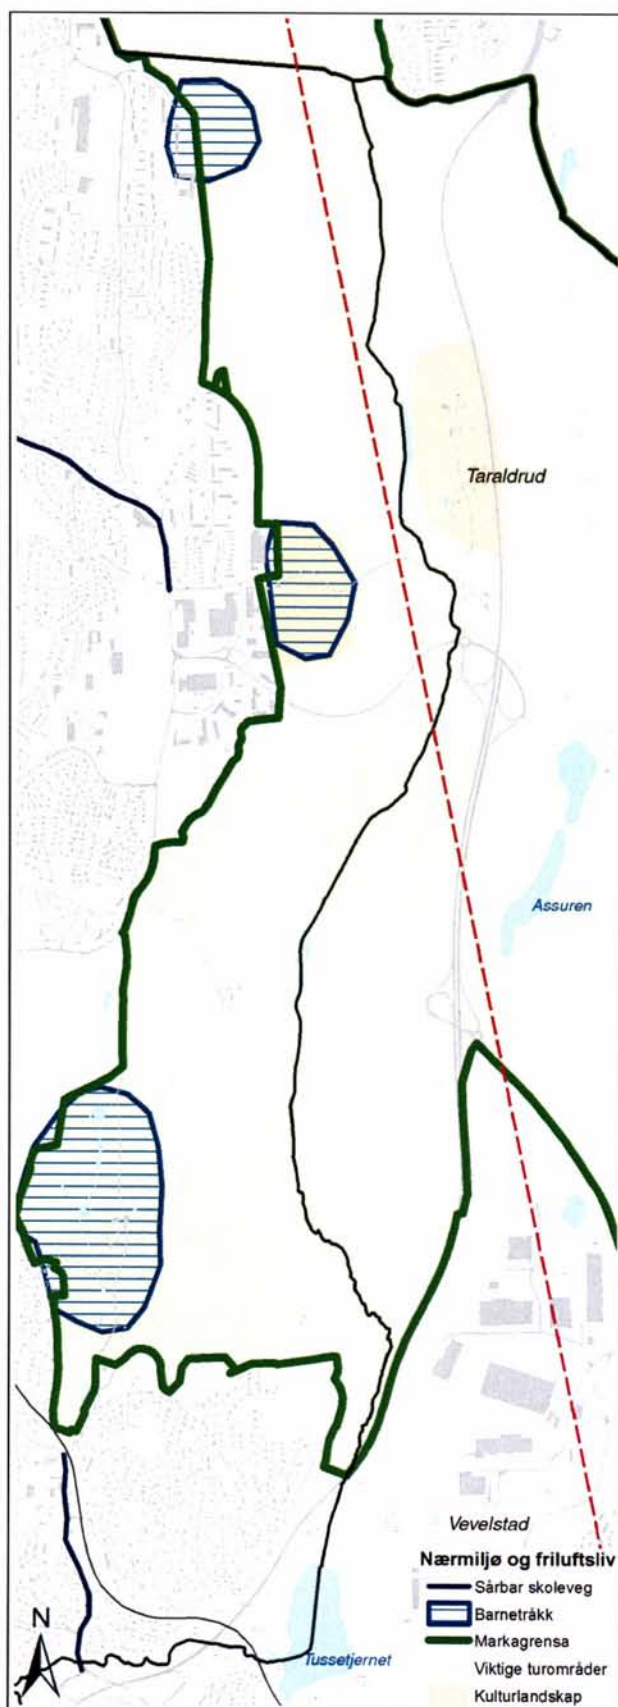 Taraldrud
Assuren
Vevelstad
Nærmiljø og friluftsliv
Sårbar skoleveg
Barnetråkk
Markagrensa
Viktige turområder
Kulturlandskap
N
Tussetjernet